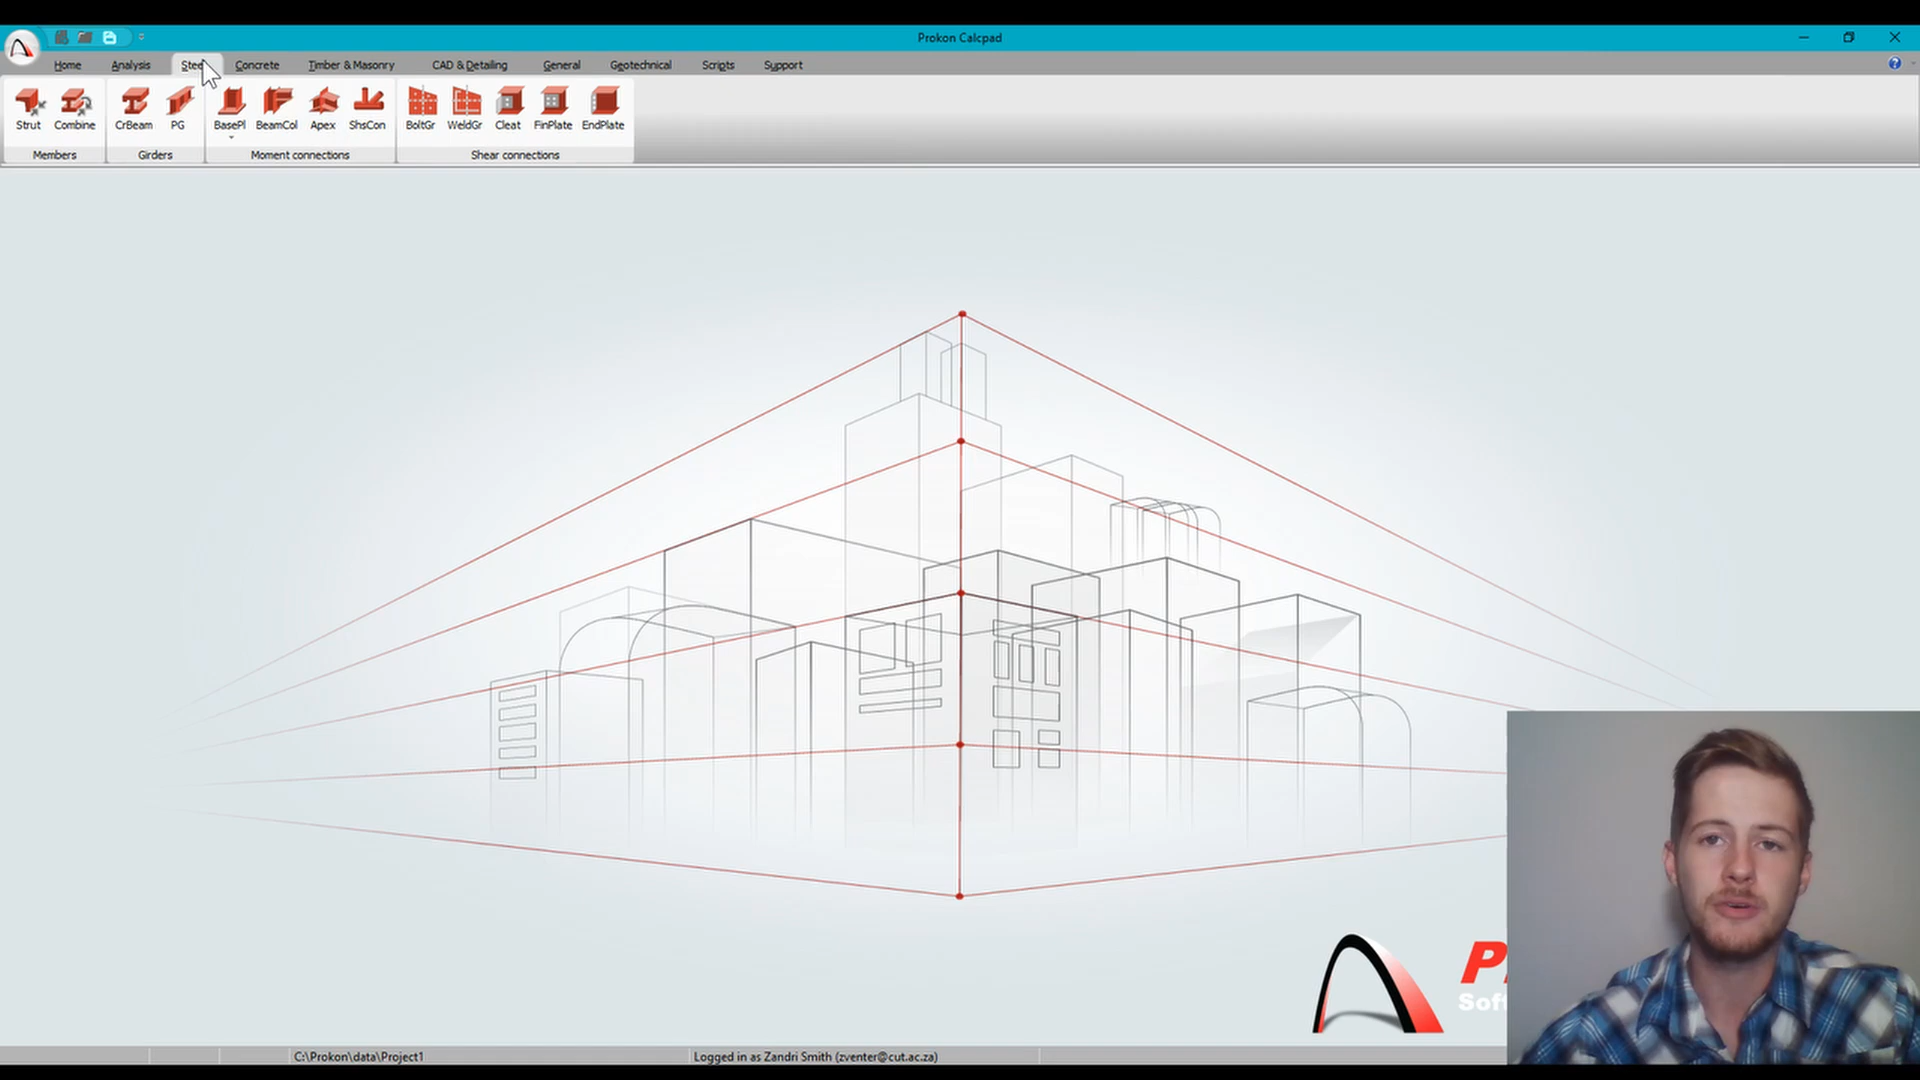 Prokon Calcpad
Home Analysis Steel Concrete Timber & Masonry CAD & Detailing General Geotechnical Scripts Support
Strut Combine CrBeam PG BasePl BeamCol Apex ShsCon BoltGr WeldGr Cleat FinPlate EndPlate
Members Girders Moment connections Shear connections
P
Sof
C:\Prokon\data\Project1 Logged in as Zandri Smith (zventer@cut.ac.za)